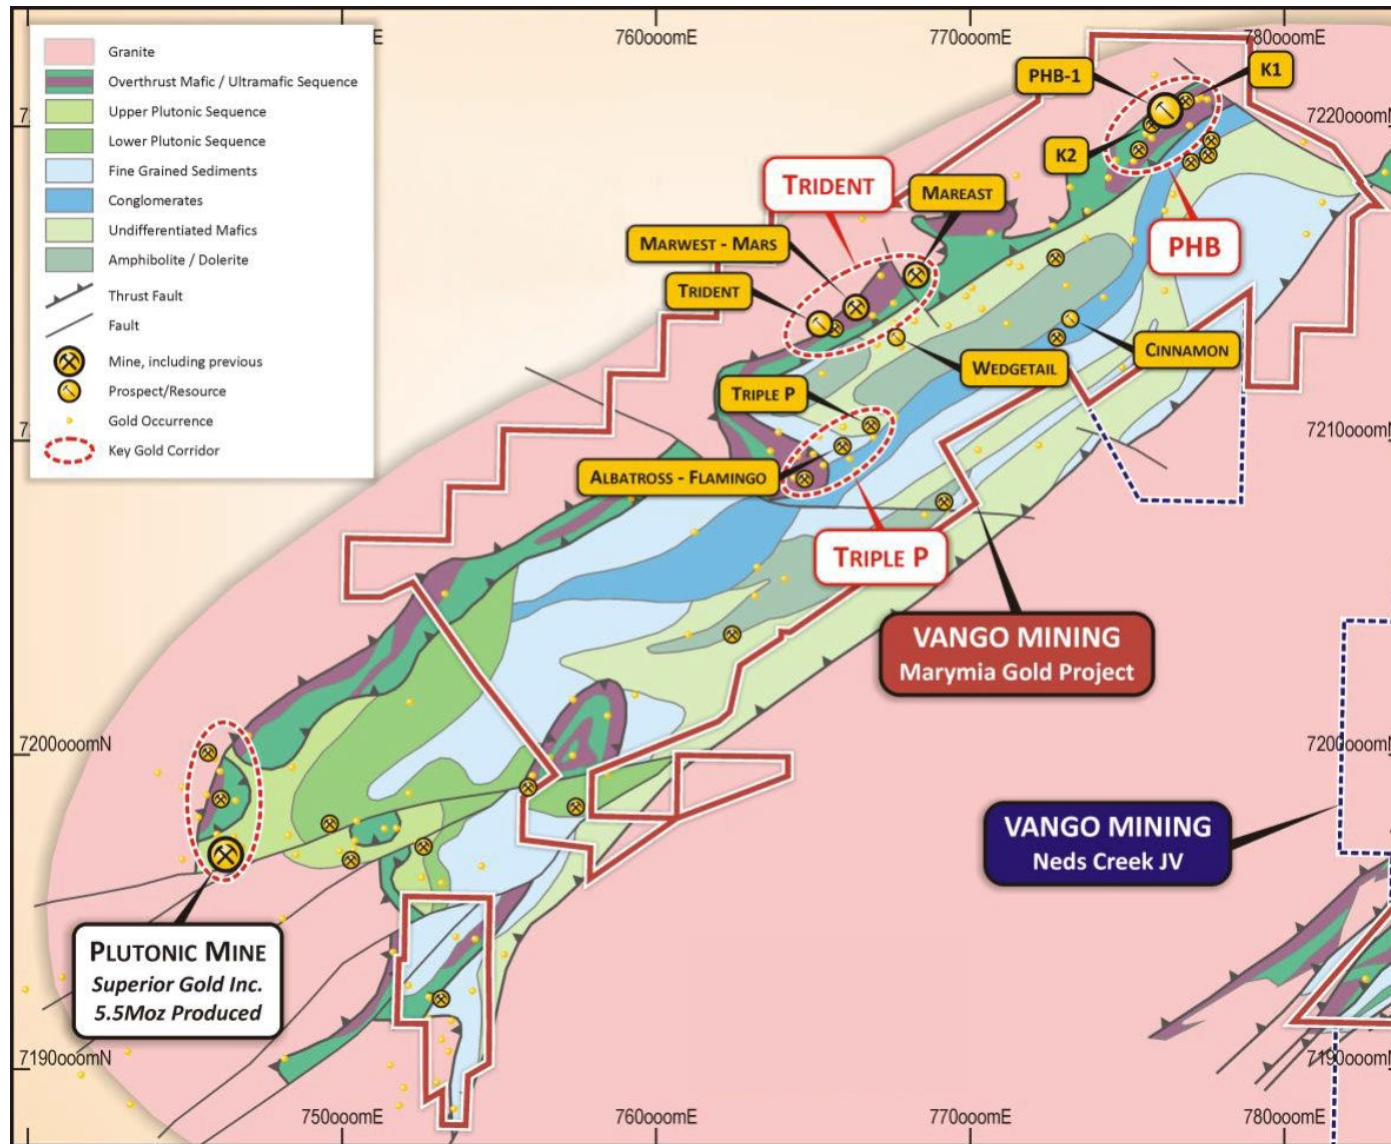 Granite
Overthrust Mafic / Ultramafic Sequence
Upper Plutonic Sequence
Lower Plutonic Sequence
Fine Grained Sediments
Conglomerates
Undifferentiated Mafics
Amphibolite / Dolerite
Thrust Fault
Fault
Mine, including previous
Prospect/Resource
Gold Occurrence
Key Gold Corridor
760000mE
770000mE
780000mE
PHB-1
K1
7220000mN
K2
TRIDENT
MAREAST
MARWEST - MARS
PHB
TRIDENT
CINNAMON
WEDGETAIL
TRIPLE P
7210000mN
ALBATROSS - FLAMINGO
TRIPLE P
VANGO MINING
Marymia Gold Project
7200000mN
7200000mN
VANGO MINING
Neds Creek JV
PLUTONIC MINE
Superior Gold Inc.
5.5Moz Produced
7190000mN
7190000mN
750000mE
760000mE
770000mE
780000mE